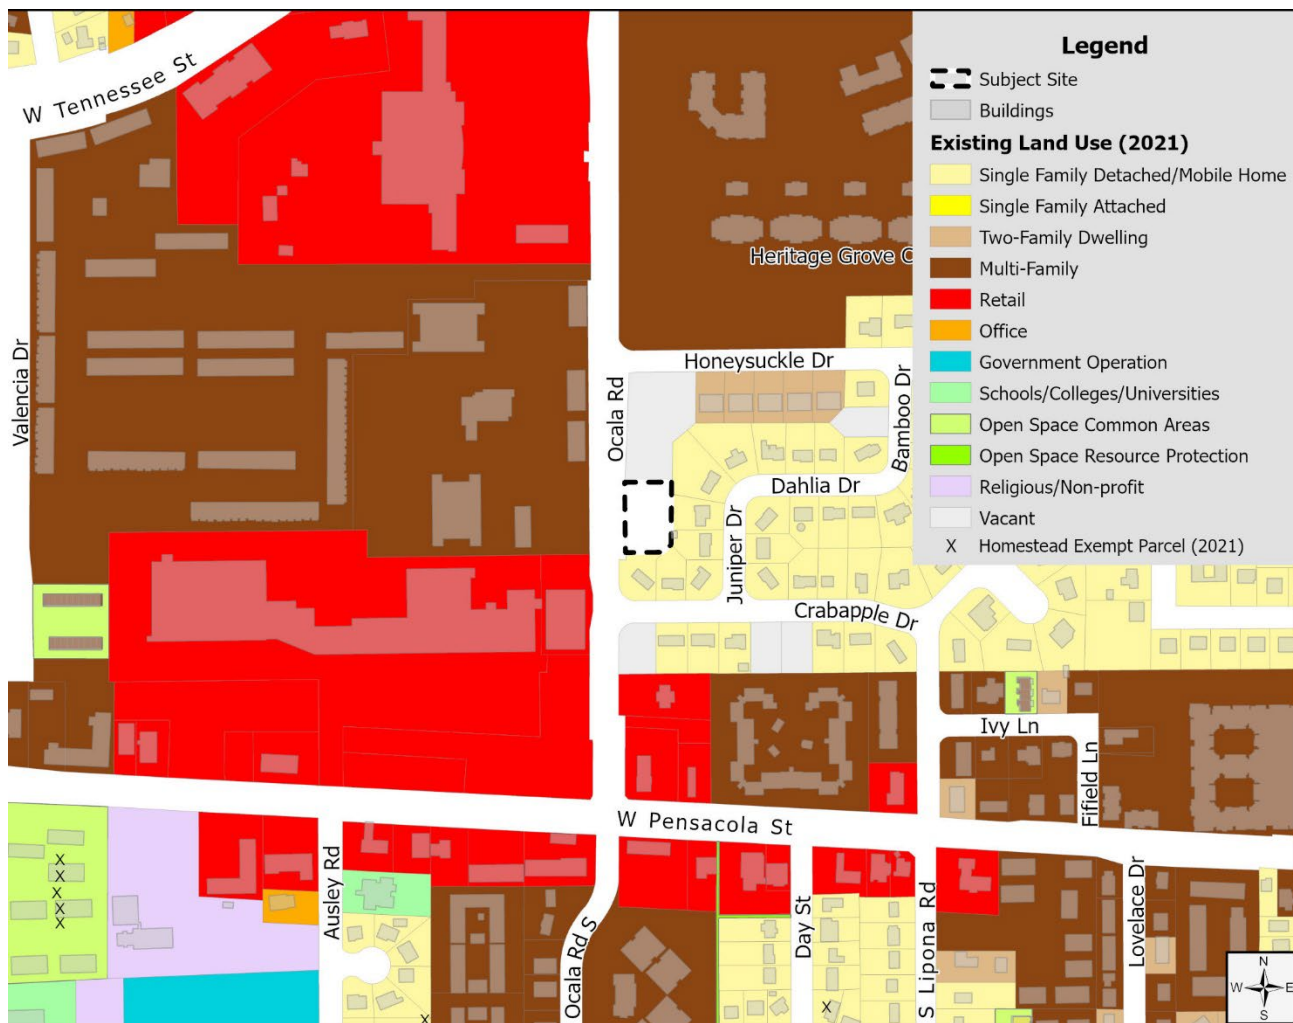 W Tennessee St
Legend
Subject Site
Buildings
Existing Land Use (2021)
Single Family Detached/Mobile Home
Single Family Attached
Two-Family Dwelling
Multi-Family
Retail
Office
Government Operation
Schools/Colleges/Universities
Open Space Common Areas
Open Space Resource Protection
Religious/Non-profit
Vacant
X Homestead Exempt Parcel (2021)
Heritage Grove C
Honeysuckle Dr
Valencia Dr
Ocala Rd
Bamboo Dr
Dahlia Dr
Juniper Dr
Crabapple Dr
Ivy Ln
Fifield Ln
W Pensacola St
Ausley Rd
Ocala Rd S
Day St
S Lipona Rd
Lovelace Dr
X
X
X
X
X
X
X
N
W E
S